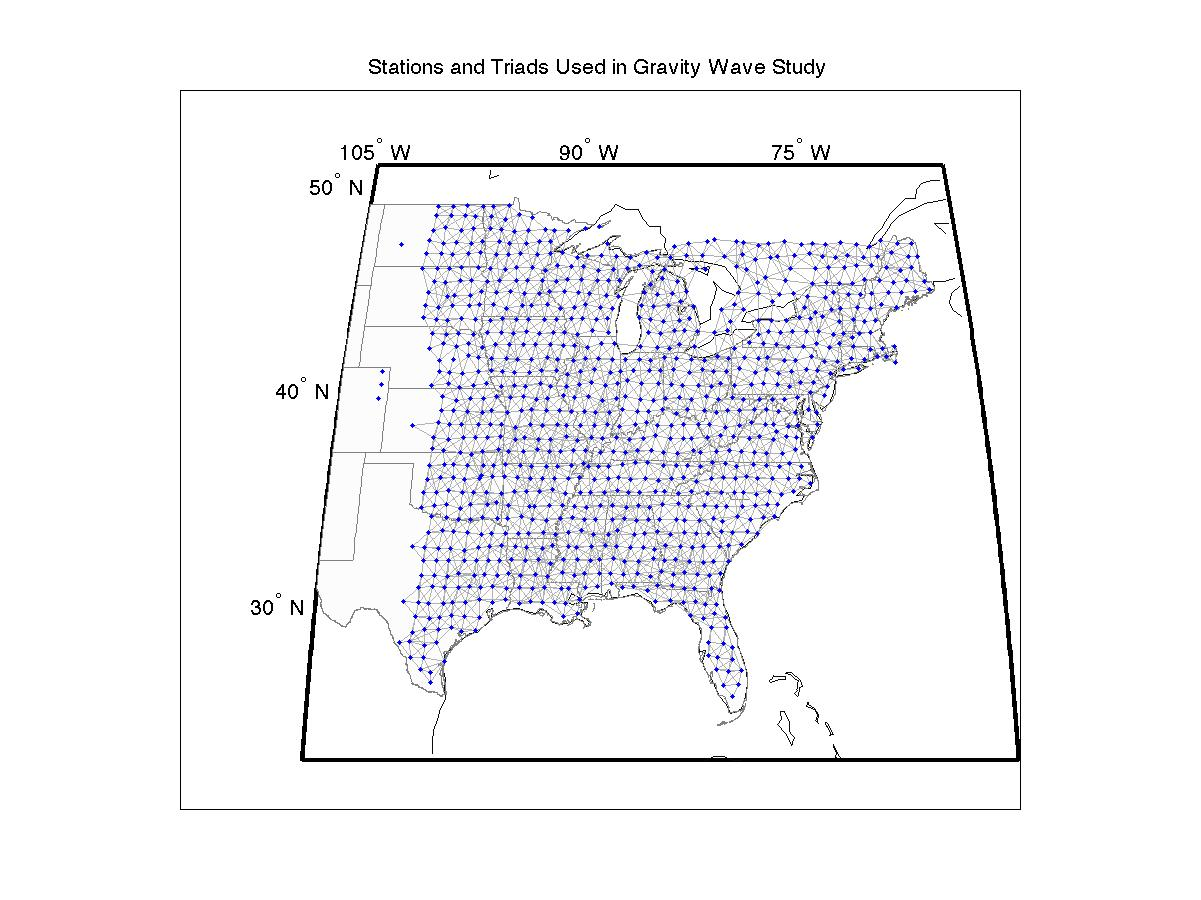 Stations and Triads Used in Gravity Wave Study
105° W 90° W 75° W
50° N
40° N
30° N